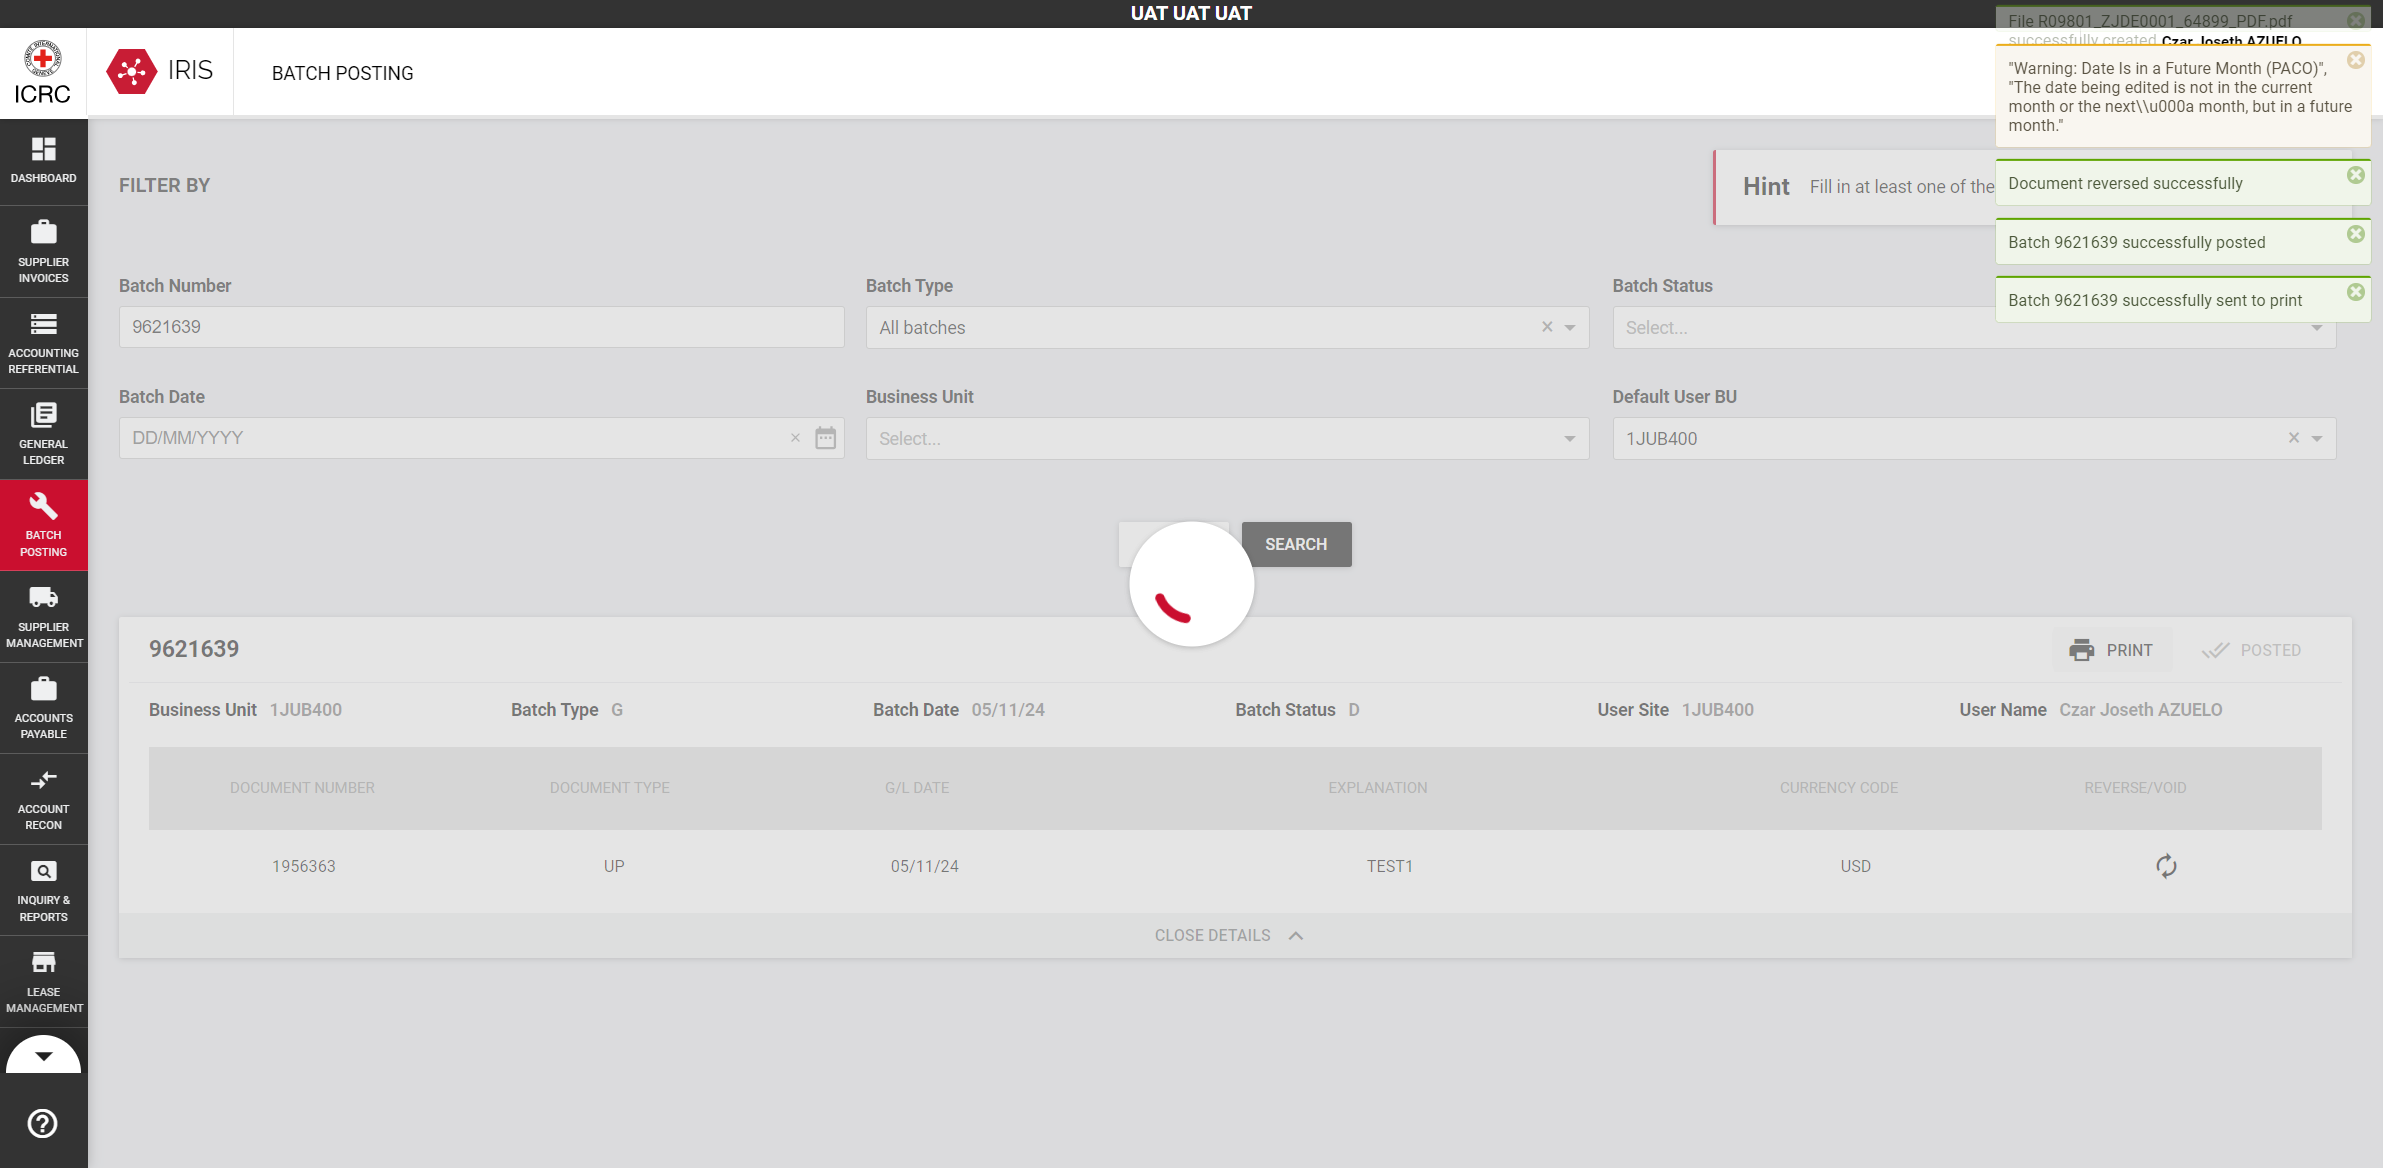 UAT UAT UAT
ICRC
IRIS
BATCH POSTING
File R09801_ZJDE0001_64899_PDF.pdf
successfully created Czar Joseth AZUELO
"Warning: Date Is in a Future Month (PACO)",
"The date being edited is not in the current
month or the next\\u000a month, but in a future
month."
Document reversed successfully
Batch 9621639 successfully posted
Batch 9621639 successfully sent to print
DASHBOARD
SUPPLIER
INVOICES
ACCOUNTING
REFERENTIAL
GENERAL
LEDGER
BATCH
POSTING
SUPPLIER
MANAGEMENT
ACCOUNTS
PAYABLE
ACCOUNT
RECON
INQUIRY &
REPORTS
LEASE
MANAGEMENT
FILTER BY
Hint Fill in at least one of the
Batch Number
9621639
Batch Type
All batches
Batch Status
Select...
Batch Date
DD/MM/YYYY
Business Unit
Select...
Default User BU
1JUB400
SEARCH
9621639
PRINT
POSTED
Business Unit 1JUB400
Batch Type G
Batch Date 05/11/24
Batch Status D
User Site 1JUB400
User Name Czar Joseth AZUELO
DOCUMENT NUMBER DOCUMENT TYPE G/L DATE EXPLANATION CURRENCY CODE REVERSE/VOID
1956363 UP 05/11/24 TEST1 USD
CLOSE DETAILS